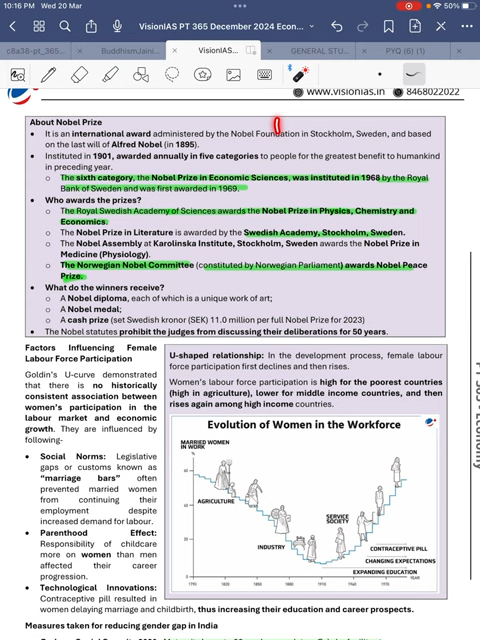 10:16 PM Wed 20 Mar
50%
VisionIAS PT 365 December 2024 Econ...
c8a38-pt_365...
BuddhismJaini...
VisionIAS...
GENERAL STU...
PYQ (6) (1)
www.visionias.in
8468022022
About Nobel Prize
• It is an international award administered by the Nobel Foundation in Stockholm, Sweden, and based
on the last will of Alfred Nobel (in 1895).
• Instituted in 1901, awarded annually in five categories to people for the greatest benefit to humankind
in preceding year.
o The sixth category, the Nobel Prize in Economic Sciences, was instituted in 1968 by the Royal
Bank of Sweden and was first awarded in 1969.
• Who awards the prizes?
o The Royal Swedish Academy of Sciences awards the Nobel Prize in Physics, Chemistry and
Economics.
o The Nobel Prize in Literature is awarded by the Swedish Academy, Stockholm, Sweden.
o The Nobel Assembly at Karolinska Institute, Stockholm, Sweden awards the Nobel Prize in
Medicine (Physiology).
o The Norwegian Nobel Committee (constituted by Norwegian Parliament) awards Nobel Peace
Prize.
• What do the winners receive?
o A Nobel diploma, each of which is a unique work of art;
o A Nobel medal;
o A cash prize (set Swedish kronor (SEK) 11.0 million per full Nobel Prize for 2023)
• The Nobel statutes prohibit the judges from discussing their deliberations for 50 years.
Factors Influencing Female
Labour Force Participation
Goldin's U-curve demonstrated
that there is no historically
consistent association between
women's participation in the
labour market and economic
growth. They are influenced by
following-
• Social Norms: Legislative
gaps or customs known as
"marriage bars" often
prevented married women
from continuing their
employment despite
increased demand for labour.
• Parenthood Effect:
Responsibility of childcare
more on women than men
affected their career
progression.
• Technological Innovations:
Contraceptive pill resulted in
women delaying marriage and childbirth, thus increasing their education and career prospects.
U-shaped relationship: In the development process, female labour
force participation first declines and then rises.
Women's labour force participation is high for the poorest countries
(high in agriculture), lower for middle income countries, and then
rises again among high income countries.
Evolution of Women in the Workforce
MARRIED WOMEN
IN WORK
%
60
40
20
0
AGRICULTURE
INDUSTRY
SERVICE
SOCIETY
CONTRACEPTIVE PILL
CHANGING EXPECTATIONS
EXPANDING EDUCATION
YEAR
Measures taken for reducing gender gap in India